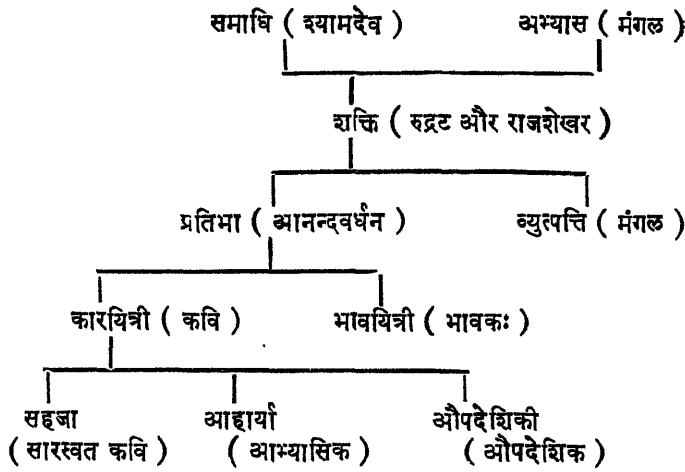 समाधि ( श्यामदेव ) अभ्यास ( मंगल )
शक्ति ( रुद्रट और राजशेखर )
प्रतिभा ( आनन्दवर्धन ) व्युत्पत्ति ( मंगल )
कारयित्री ( कवि ) भावयित्री ( भावकः )
सहजा आहार्या औपदेशिकी
( सारस्वत कवि ) ( आभ्यासिक ) ( औपदेशिक )